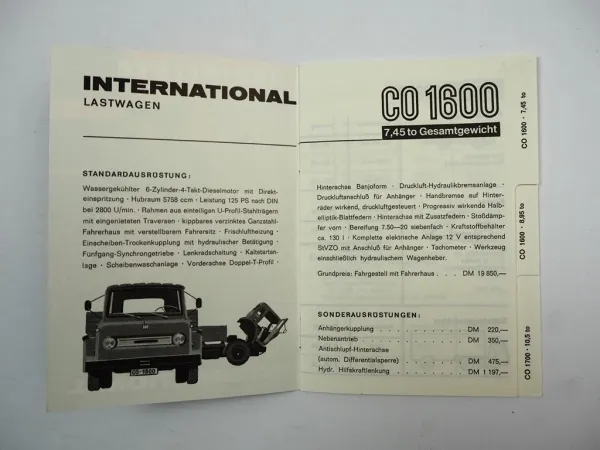 INTERNATIONAL
LASTWAGEN
STANDARDAUSRÜSTUNG:
Wassergekühlter 6-Zylinder-4-Takt-Dieselmotor mit Direkt-
einspritzung · Hubraum 5758 ccm · Leistung 125 PS nach DIN
bei 2800 U/min. · Rahmen aus einteiligen U-Profil-Stahlträgern
mit eingenieteten Traversen · kippbares verzinktes Ganzstahl-
Fahrerhaus mit verstellbarem Fahrersitz · Frischluftheizung ·
Einscheiben-Trockenkupplung mit hydraulischer Betätigung ·
Fünfgang-Synchrongetriebe · Lenkradschaltung · Kaltstartan-
lage · Scheibenwaschanlage · Vorderachse Doppel-T-Profil ·
CO-1600
CO 1600
7,45 to Gesamtgewicht
Hinterachse Banjoform · Druckluft-Hydraulikbremsanlage ·
Druckluftanschluß für Anhänger · Handbremse auf Hinter-
räder wirkend, druckluftgesteuert · Progressiv wirkende Halb-
elliptik-Blattfedern · Hinterachse mit Zusatzfedern · Stoßdämp-
fer vorn · Bereifung 7.50—20 siebenfach · Kraftstoffbehälter
ca. 130 l · Komplette elektrische Anlage 12 V entsprechend
StVZO mit Anschluß für Anhänger · Tachometer · Werkzeug
einschließlich hydraulischem Wagenheber.
Grundpreis: Fahrgestell mit Fahrerhaus . . . DM 19 850,—
SONDERAUSRÜSTUNGEN:
Anhängerkupplung . . . . . . . . . . DM 220,—
Nebenantrieb . . . . . . . . . . . DM 350,—
Antischlupf-Hinterachse
(autom. Differentialsperre) . . . . . . . DM 475,—
Hydr. Hilfskraftlenkung . . . . . . . . DM 1 197,—
CO 1600 · 7,45 to
CO 1600 · 8,95 to
CO 1700 · 10,5 to